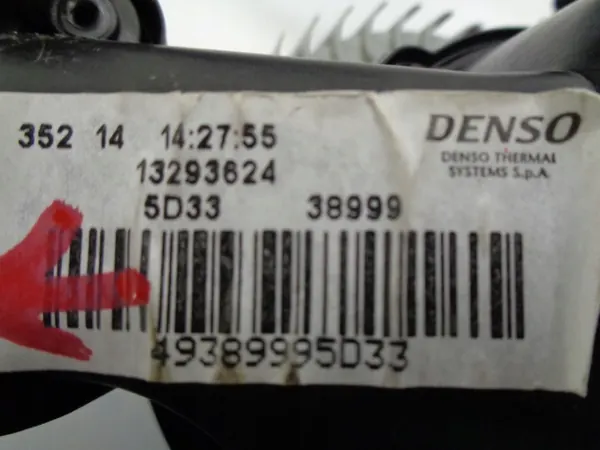 352 14 14:27:55
DENSO
DENSO THERMAL
SYSTEMS S.p.A.
13293624
5D33 38999
49389995D33